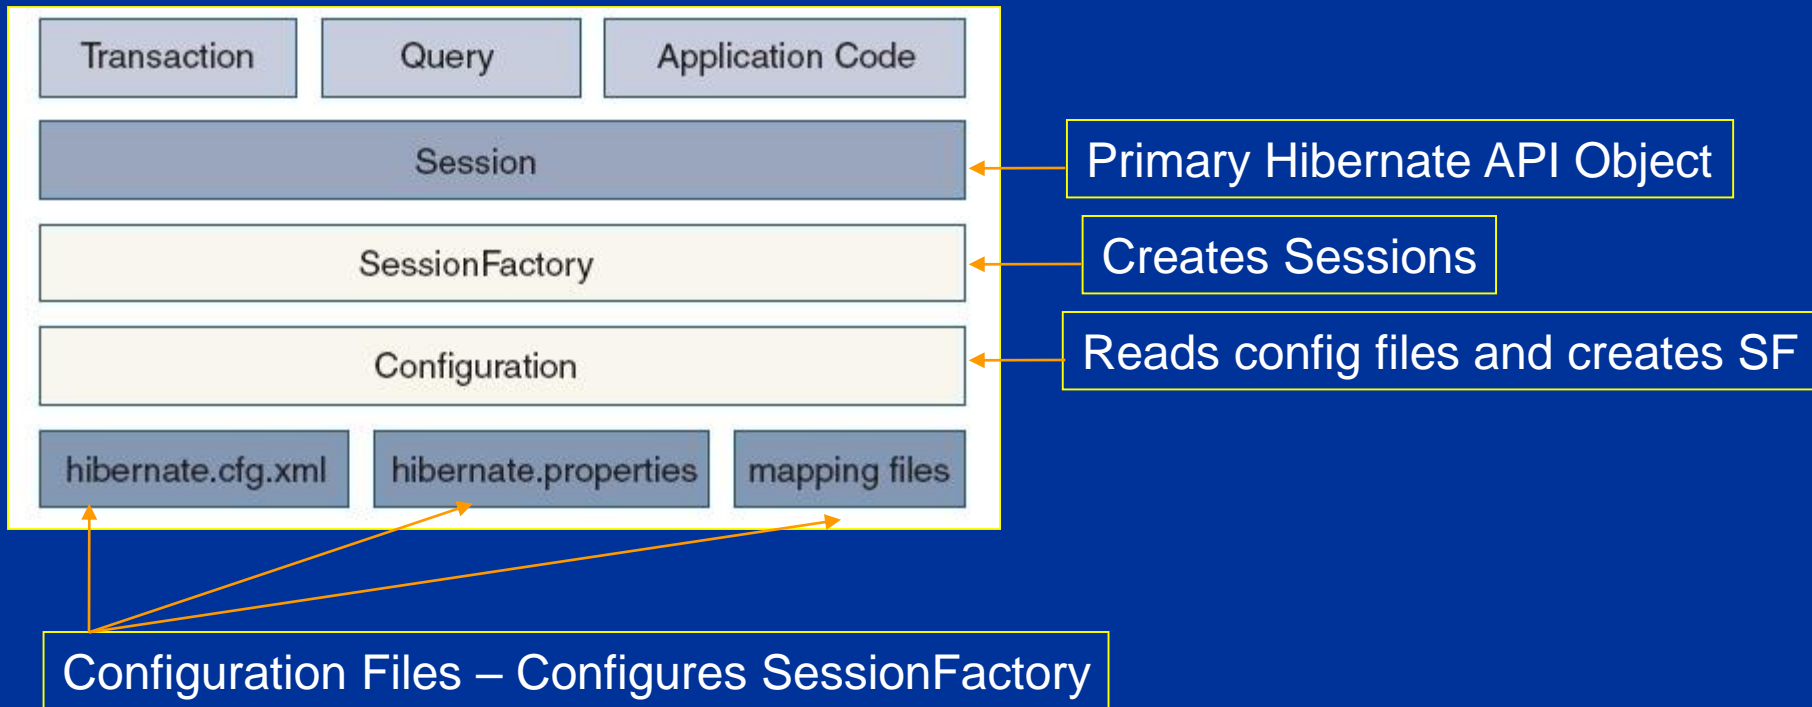 Transaction
Query
Application Code
Session
Primary Hibernate API Object
SessionFactory
Creates Sessions
Configuration
Reads config files and creates SF
hibernate.cfg.xml
hibernate.properties
mapping files
Configuration Files – Configures SessionFactory